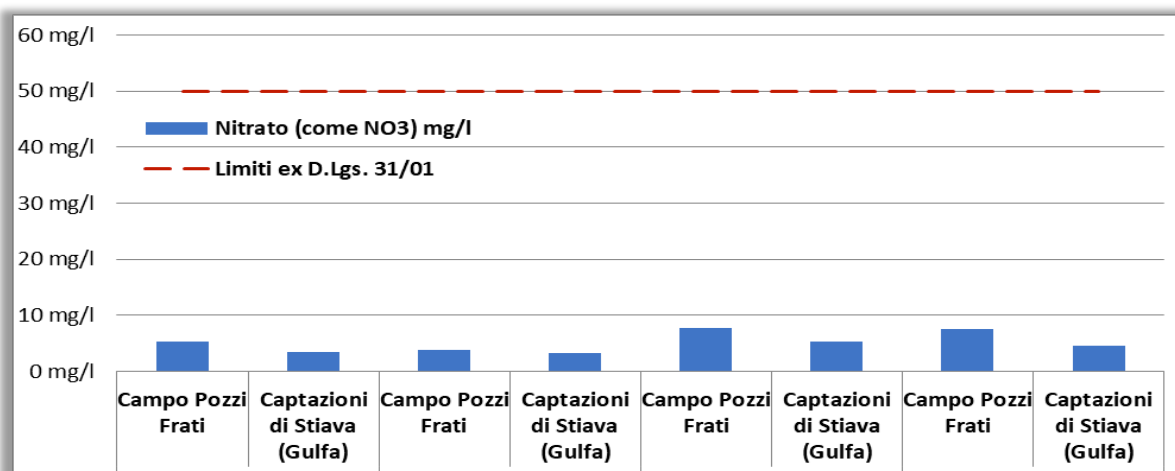 60 mg/l
50 mg/l
Nitrato (come NO3) mg/l
40 mg/l
Limiti ex D.Lgs. 31/01
30 mg/l
20 mg/l
10 mg/l
0 mg/l
Campo Pozzi
Frati
Captazioni
di Stiava
(Gulfa)
Campo Pozzi
Frati
Captazioni
di Stiava
(Gulfa)
Campo Pozzi
Frati
Captazioni
di Stiava
(Gulfa)
Campo Pozzi
Frati
Captazioni
di Stiava
(Gulfa)